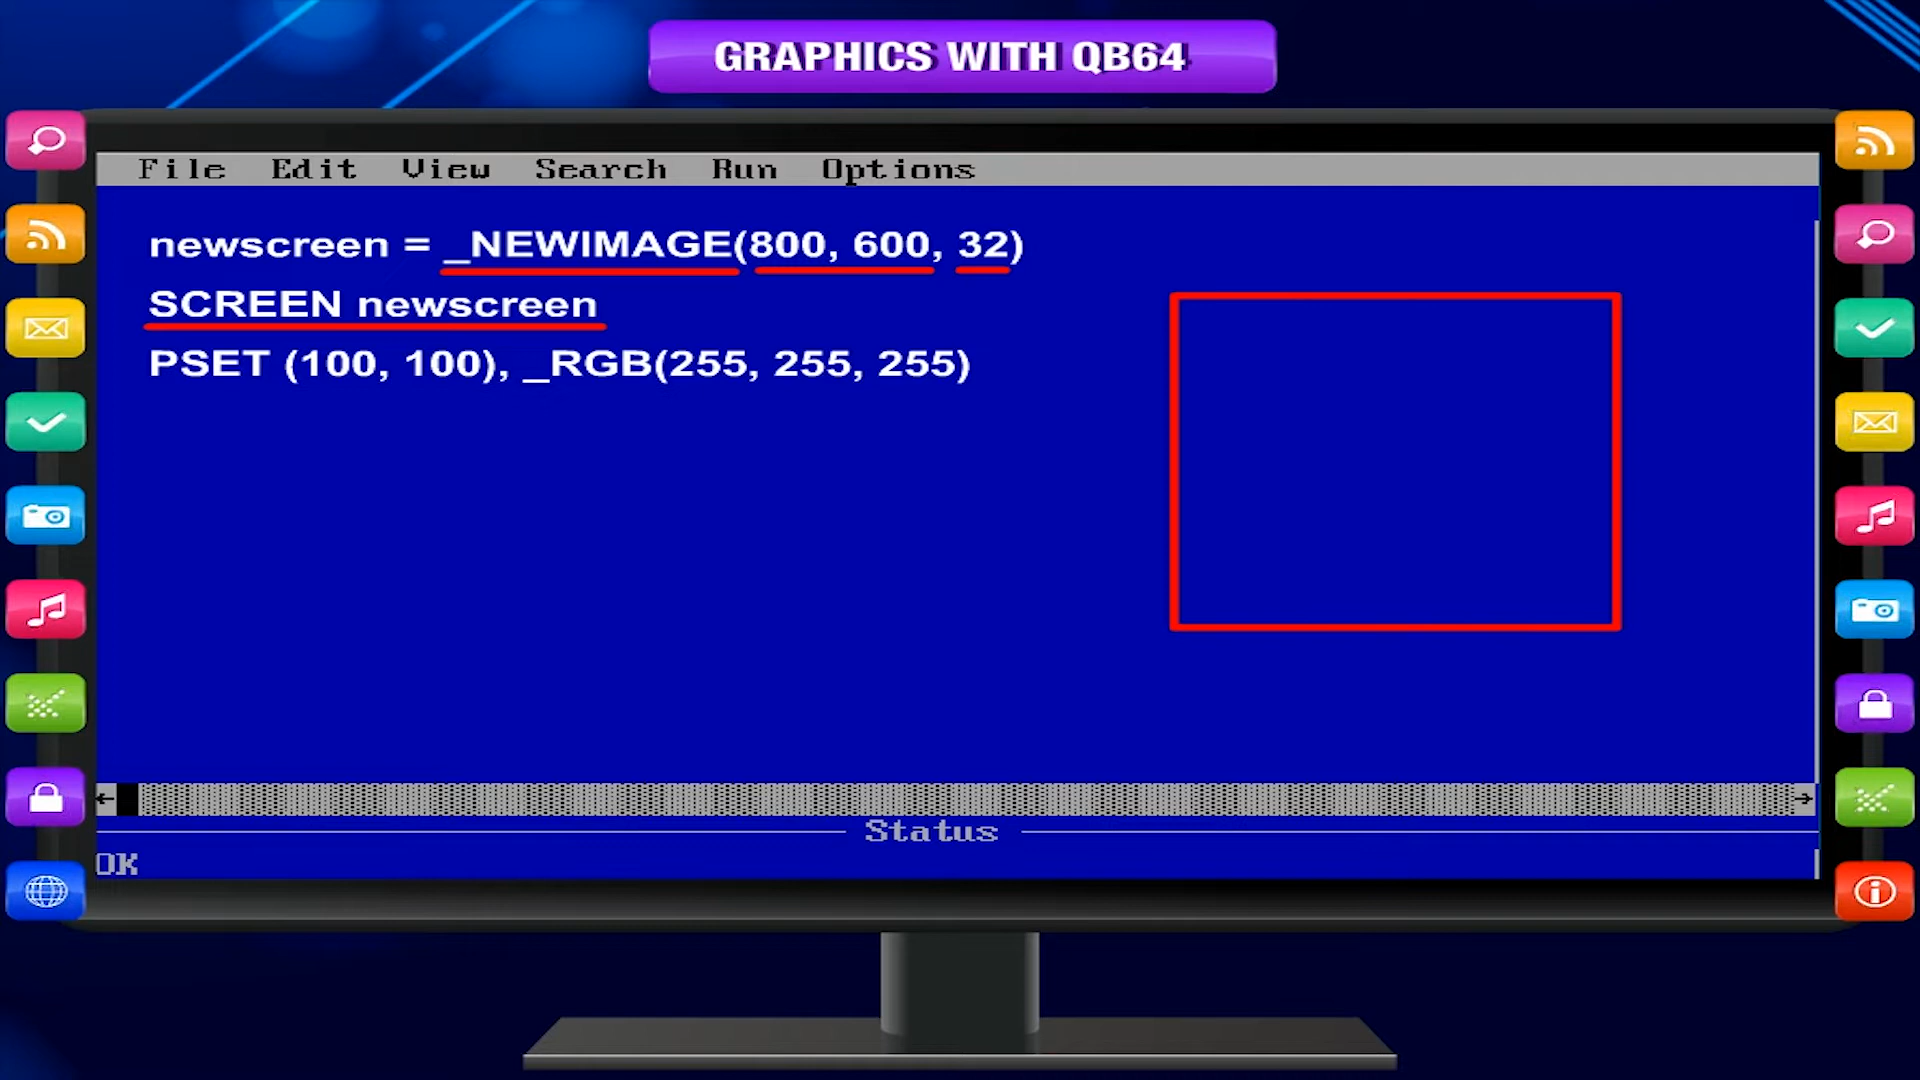 GRAPHICS WITH QB64
File Edit View Search Run Options
newscreen = _NEWIMAGE(800, 600, 32)
SCREEN newscreen
PSET (100, 100), _RGB(255, 255, 255)
Status
OK